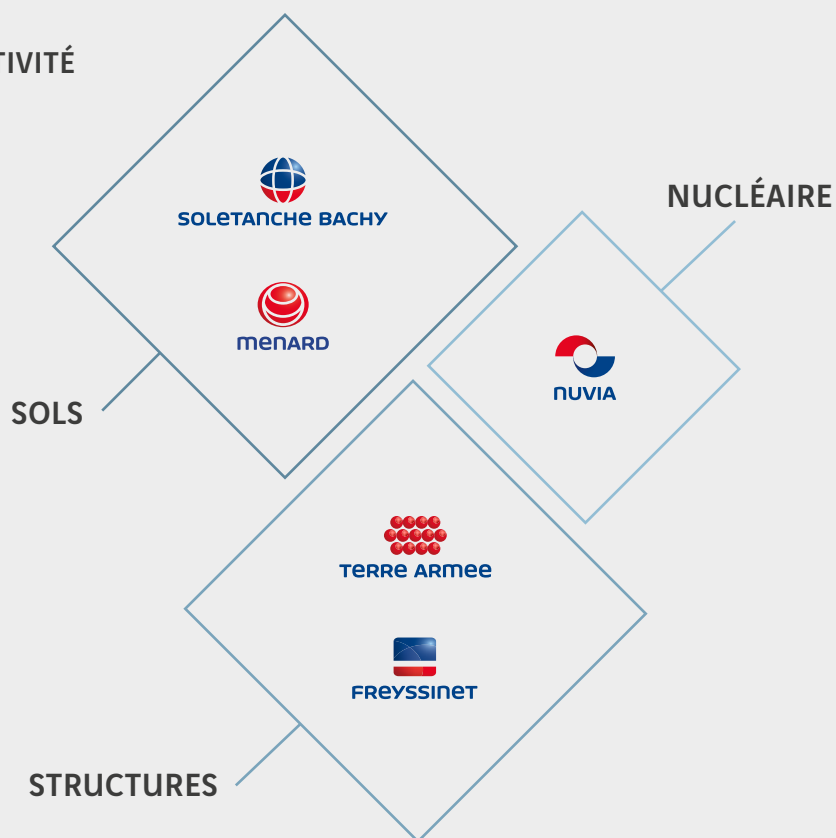 TIVITÉ
SOLETANCHE BACHY
NUCLÉAIRE
MENARD
NUVIA
SOLS
TERRE ARMEE
FREYSSINET
STRUCTURES